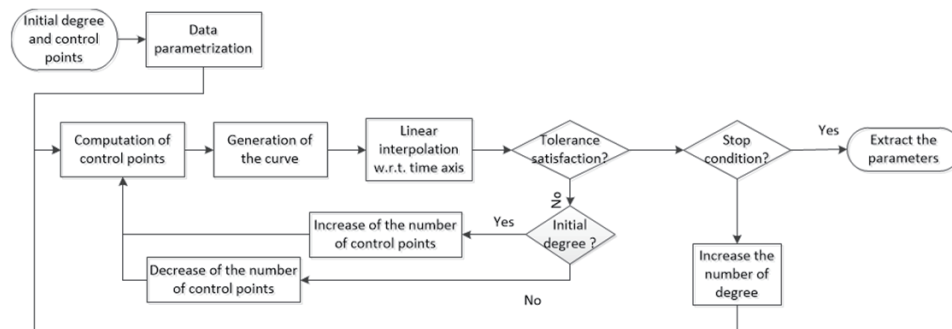 Initial degree
and control
points
Data
parametrization
Computation of
control points
Generation of
the curve
Linear
interpolation
w.r.t. time axis
Tolerance
satisfaction?
Stop
condition?
Yes
Extract the
parameters
No
Initial
degree ?
Yes
Increase of the number
of control points
Decrease of the number
of control points
No
Increase the
number of
degree